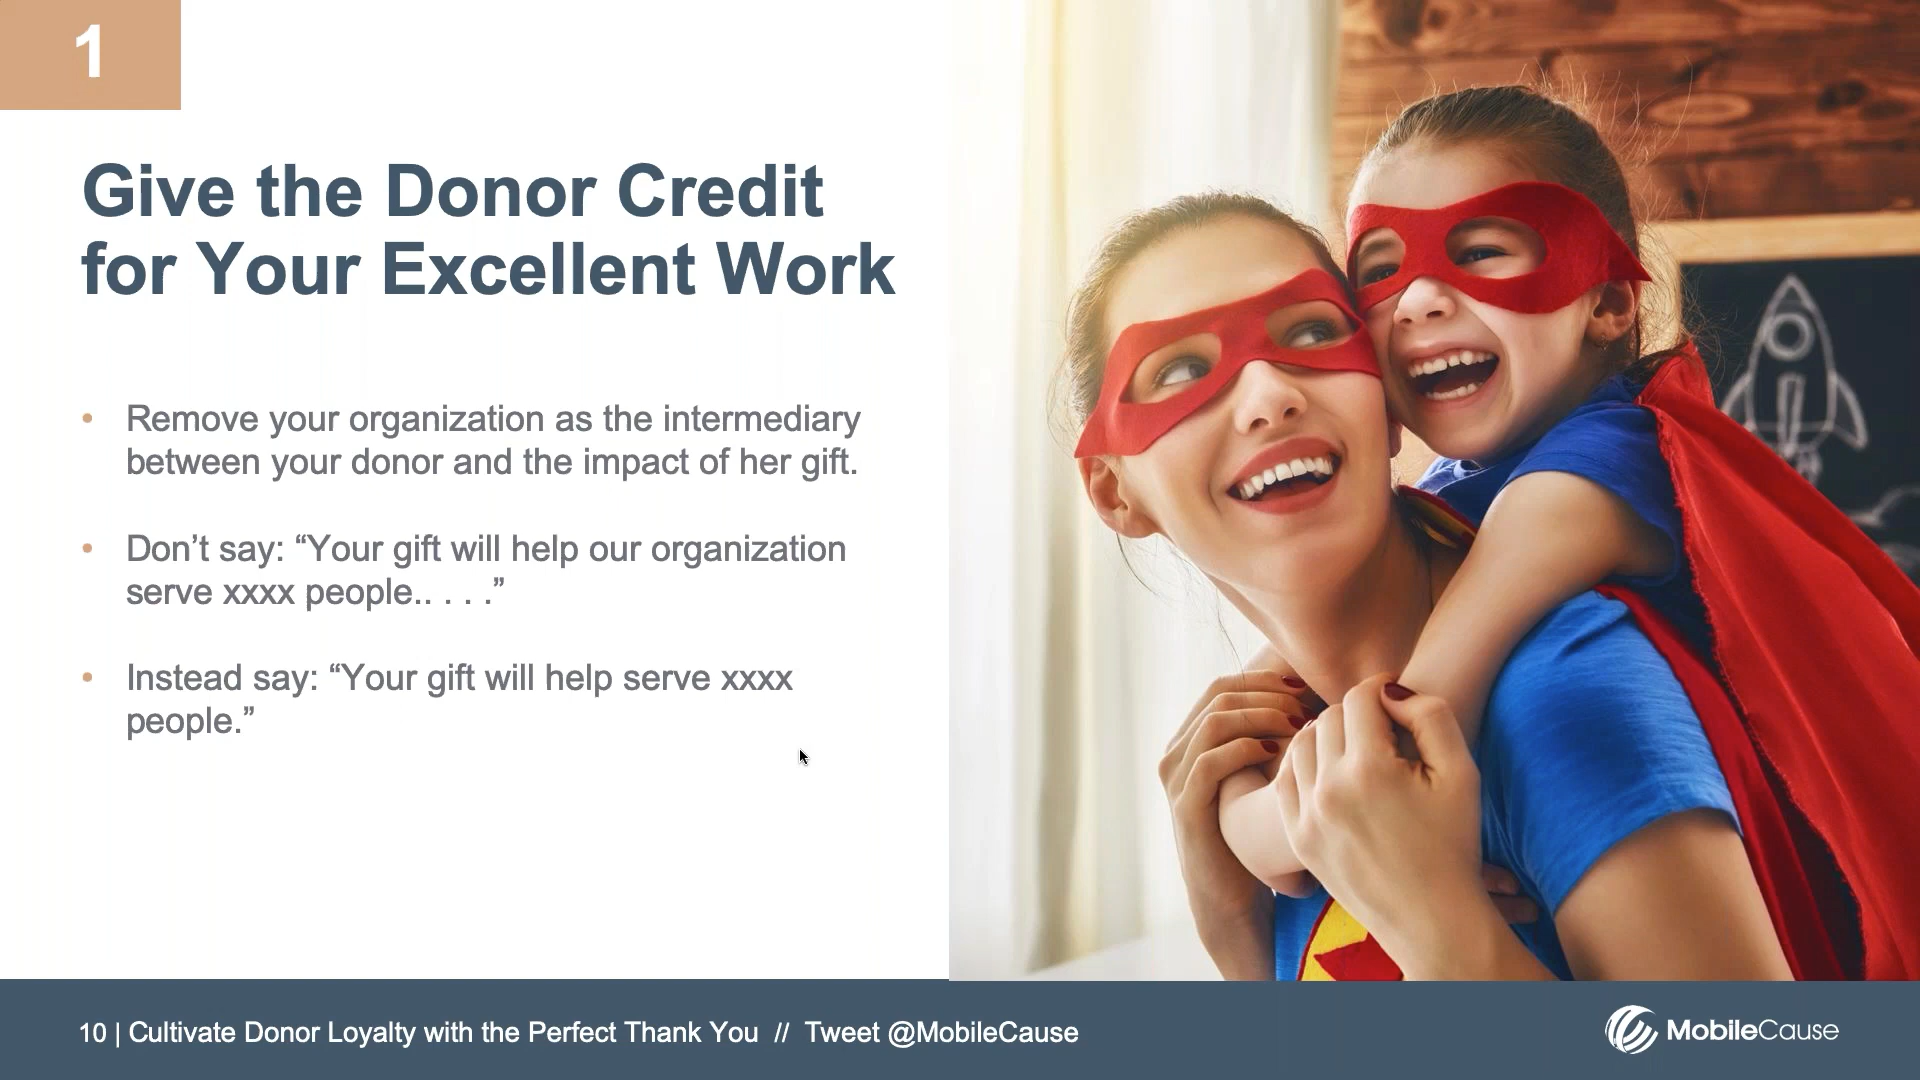 1
Give the Donor Credit
for Your Excellent Work
• Remove your organization as the intermediary
between your donor and the impact of her gift.
• Don’t say: “Your gift will help our organization
serve xxxx people.. . . .”
• Instead say: “Your gift will help serve xxxx
people.”
10 | Cultivate Donor Loyalty with the Perfect Thank You // Tweet @MobileCause
MobileCause